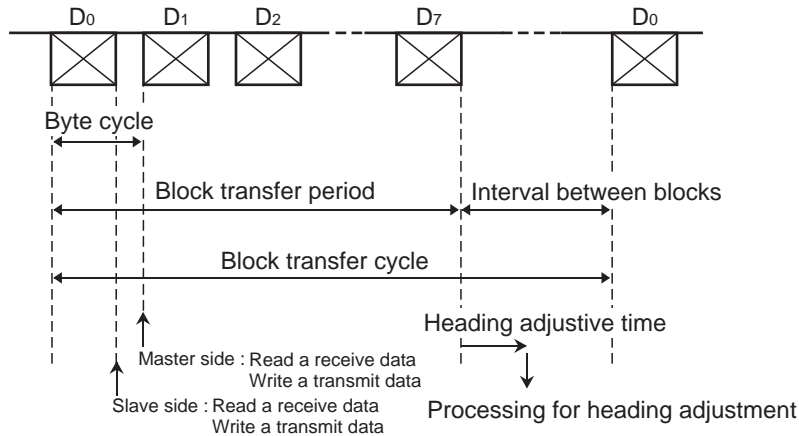 D0 D1 D2 D7 D0
Byte cycle
Block transfer period
Interval between blocks
Block transfer cycle
Heading adjustive time
Master side : Read a receive data
Write a transmit data
Slave side : Read a receive data
Write a transmit data
Processing for heading adjustment